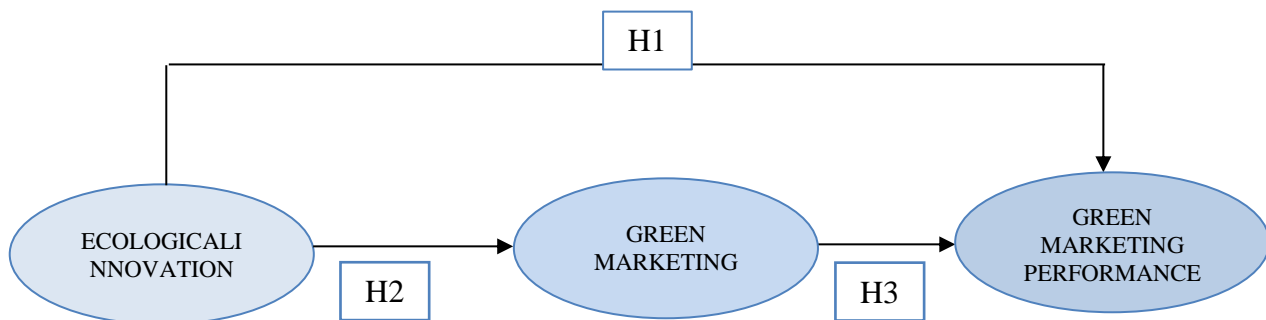 H1
ECOLOGICALI
NNOVATION
H2
GREEN
MARKETING
H3
GREEN
MARKETING
PERFORMANCE